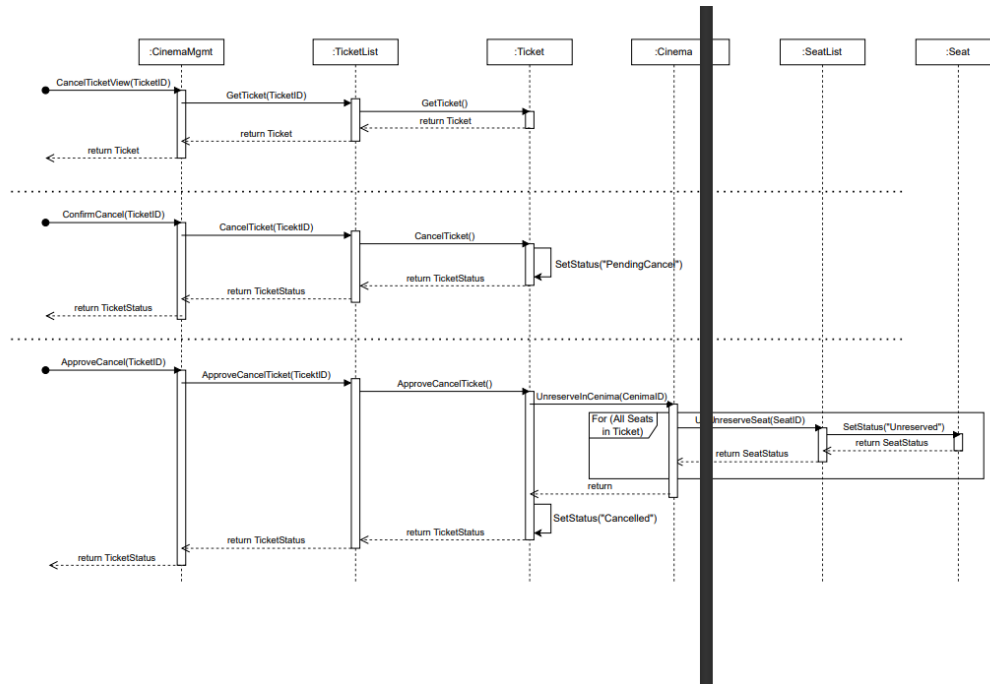 :CinemaMgmt :TicketList :Ticket :Cinema :SeatList :Seat
CancelTicketView(TicketID)
GetTicket(TicketID)
GetTicket()
return Ticket
return Ticket
return Ticket
ConfirmCancel(TicketID)
CancelTicket(TicektID)
CancelTicket()
SetStatus("PendingCancel")
return TicketStatus
return TicketStatus
return TicketStatus
ApproveCancel(TicketID)
ApproveCancelTicket(TicektID)
ApproveCancelTicket()
UnreserveInCenima(CenimaID)
For (All Seats
in Ticket)
UnreserveSeat(SeatID)
SetStatus("Unreserved")
return SeatStatus
return SeatStatus
return
SetStatus("Cancelled")
return TicketStatus
return TicketStatus
return TicketStatus